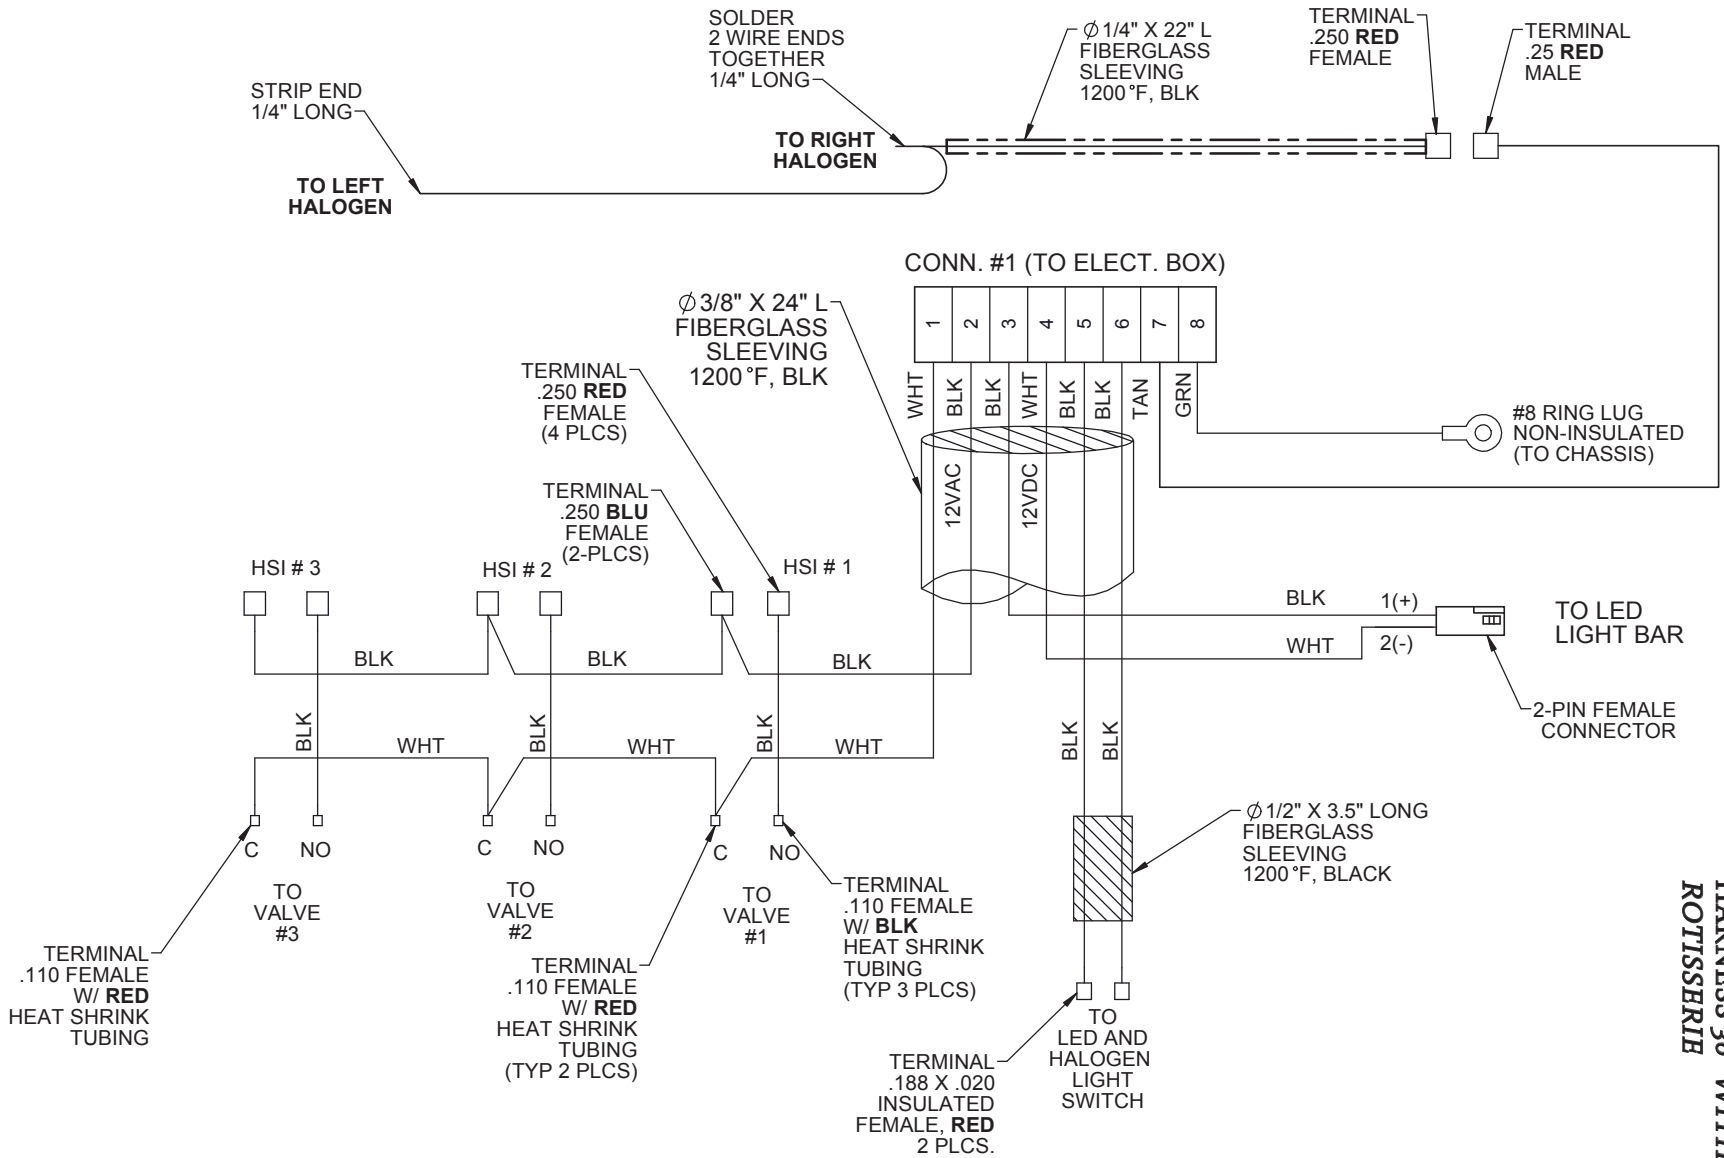 SOLDER
2 WIRE ENDS
TOGETHER
1/4" LONG
∅1/4" X 22" L
FIBERGLASS
SLEEVING
1200°F, BLK
TERMINAL
.250 RED
FEMALE
TERMINAL
.25 RED
MALE
STRIP END
1/4" LONG
TO RIGHT
HALOGEN
TO LEFT
HALOGEN
CONN. #1 (TO ELECT. BOX)
1 2 3 4 5 6 7 8
WHT BLK BLK WHT BLK BLK TAN GRN
∅3/8" X 24" L
FIBERGLASS
SLEEVING
1200°F, BLK
TERMINAL
.250 RED
FEMALE
(4 PLCS)
#8 RING LUG
NON-INSULATED
(TO CHASSIS)
12VAC
12VDC
TERMINAL
.250 BLU
FEMALE
(2-PLCS)
HSI # 3
HSI # 2
HSI # 1
BLK
1(+)
WHT
2(-)
TO LED
LIGHT BAR
2-PIN FEMALE
CONNECTOR
BLK
BLK
BLK
BLK
BLK
BLK
BLK
BLK
WHT
WHT
WHT
C
NO
C
NO
C
NO
TO
VALVE
#3
TO
VALVE
#2
TO
VALVE
#1
∅1/2" X 3.5" LONG
FIBERGLASS
SLEEVING
1200°F, BLACK
TERMINAL
.110 FEMALE
W/ RED
HEAT SHRINK
TUBING
TERMINAL
.110 FEMALE
W/ RED
HEAT SHRINK
TUBING
(TYP 2 PLCS)
TERMINAL
.110 FEMALE
W/ BLK
HEAT SHRINK
TUBING
(TYP 3 PLCS)
TERMINAL
.188 X .020
INSULATED
FEMALE, RED
2 PLCS.
TO
LED AND
HALOGEN
LIGHT
SWITCH
ROTISSERIE